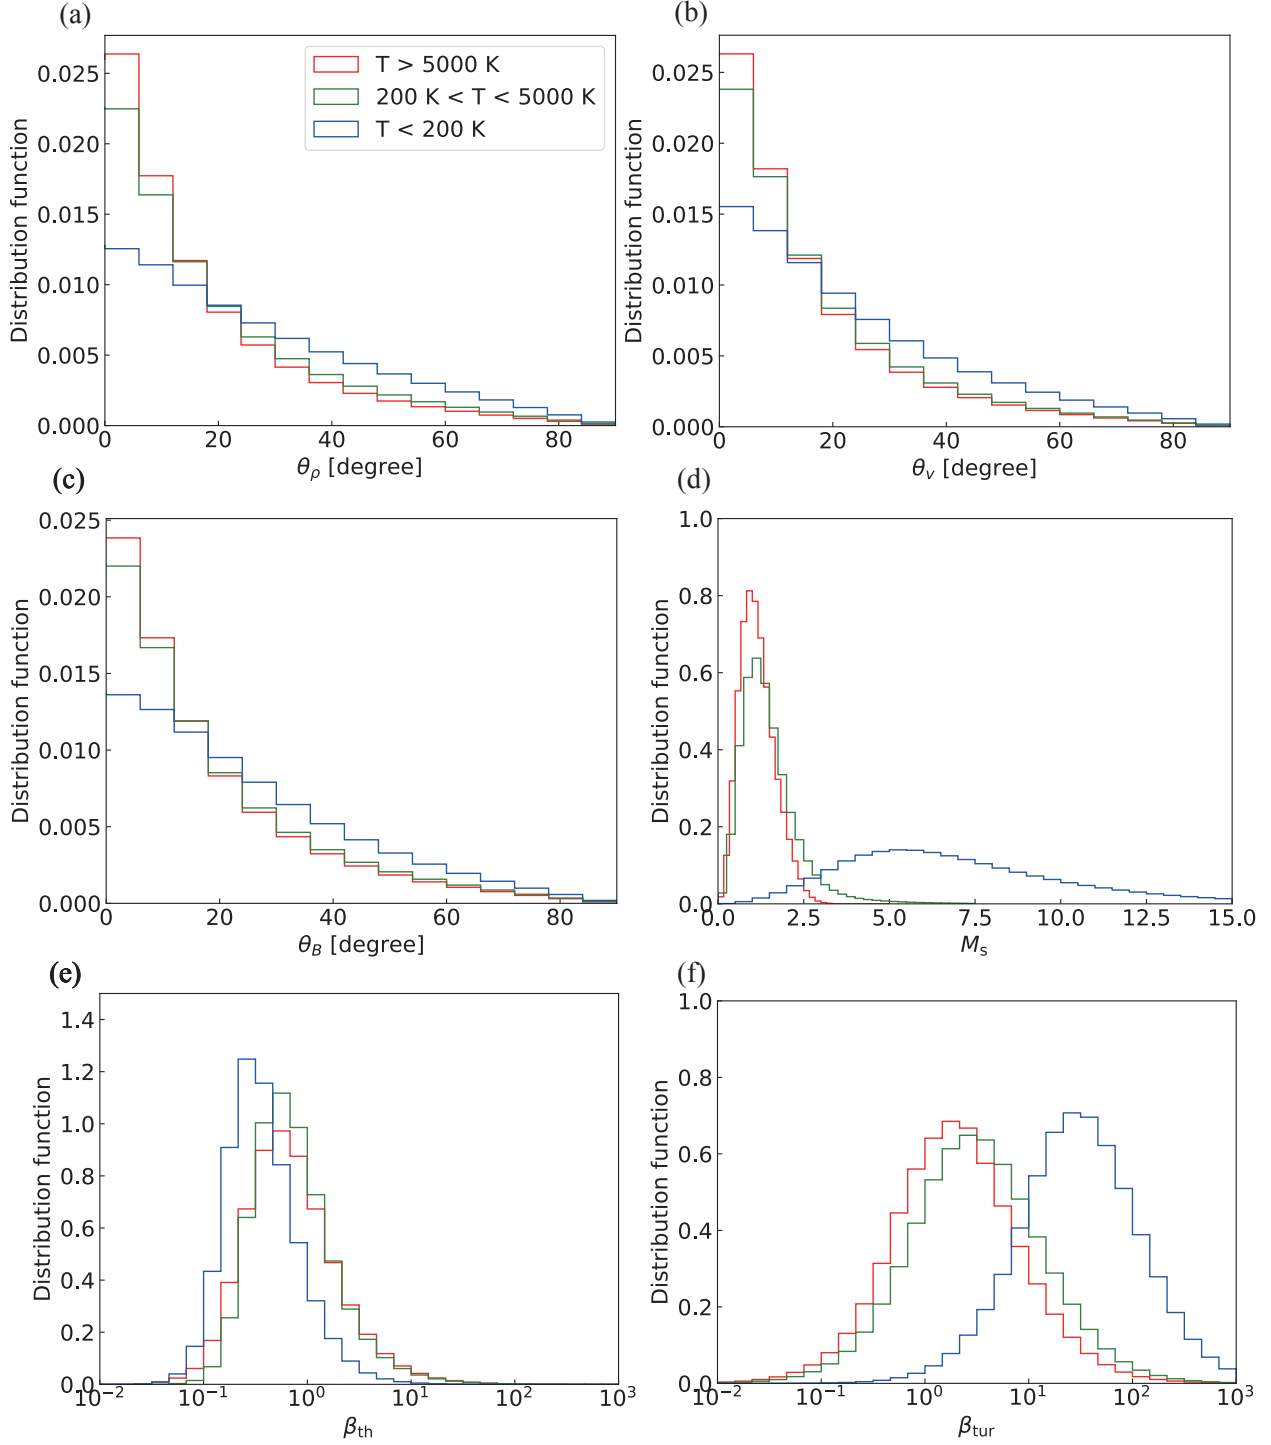 (a)
0.025
0.020
0.015
0.010
0.005
0.000
0 20 40 60 80
Distribution function
θρ [degree]
T > 5000 K
200 K < T < 5000 K
T < 200 K
(b)
0.025
0.020
0.015
0.010
0.005
0.000
0 20 40 60 80
Distribution function
θv [degree]
(c)
0.025
0.020
0.015
0.010
0.005
0.000
0 20 40 60 80
Distribution function
θB [degree]
(d)
1.0
0.8
0.6
0.4
0.2
0.0
0.0 2.5 5.0 7.5 10.0 12.5 15.0
Distribution function
Ms
(e)
1.4
1.2
1.0
0.8
0.6
0.4
0.2
0.0
10⁻² 10⁻¹ 10⁰ 10¹ 10² 10³
Distribution function
βth
(f)
1.0
0.8
0.6
0.4
0.2
0.0
10⁻² 10⁻¹ 10⁰ 10¹ 10² 10³
Distribution function
βtur